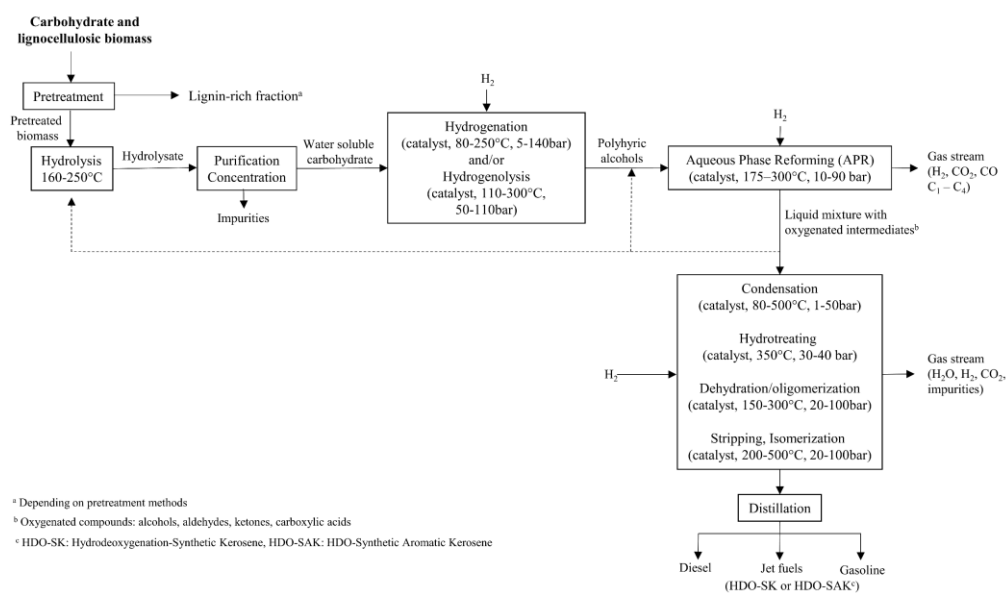 Carbohydrate and
lignocellulosic biomass
Pretreatment
Lignin-rich fractionᵃ
Pretreated
biomass
Hydrolysis
160-250°C
Hydrolysate
Purification
Concentration
Impurities
Water soluble
carbohydrate
H₂
Hydrogenation
(catalyst, 80-250°C, 5-140bar)
and/or
Hydrogenolysis
(catalyst, 110-300°C,
50-110bar)
Polyhyric
alcohols
H₂
Aqueous Phase Reforming (APR)
(catalyst, 175–300°C, 10-90 bar)
Gas stream
(H₂, CO₂, CO
C₁ – C₄)
Liquid mixture with
oxygenated intermediatesᵇ
Condensation
(catalyst, 80-500°C, 1-50bar)
Hydrotreating
(catalyst, 350°C, 30-40 bar)
H₂
Dehydration/oligomerization
(catalyst, 150-300°C, 20-100bar)
Stripping, Isomerization
(catalyst, 200-500°C, 20-100bar)
Gas stream
(H₂O, H₂, CO₂,
impurities)
Distillation
Diesel
Jet fuels
(HDO-SK or HDO-SAKᶜ)
Gasoline
ᵃ Depending on pretreatment methods
ᵇ Oxygenated compounds: alcohols, aldehydes, ketones, carboxylic acids
ᶜ HDO-SK: Hydrodeoxygenation-Synthetic Kerosene, HDO-SAK: HDO-Synthetic Aromatic Kerosene